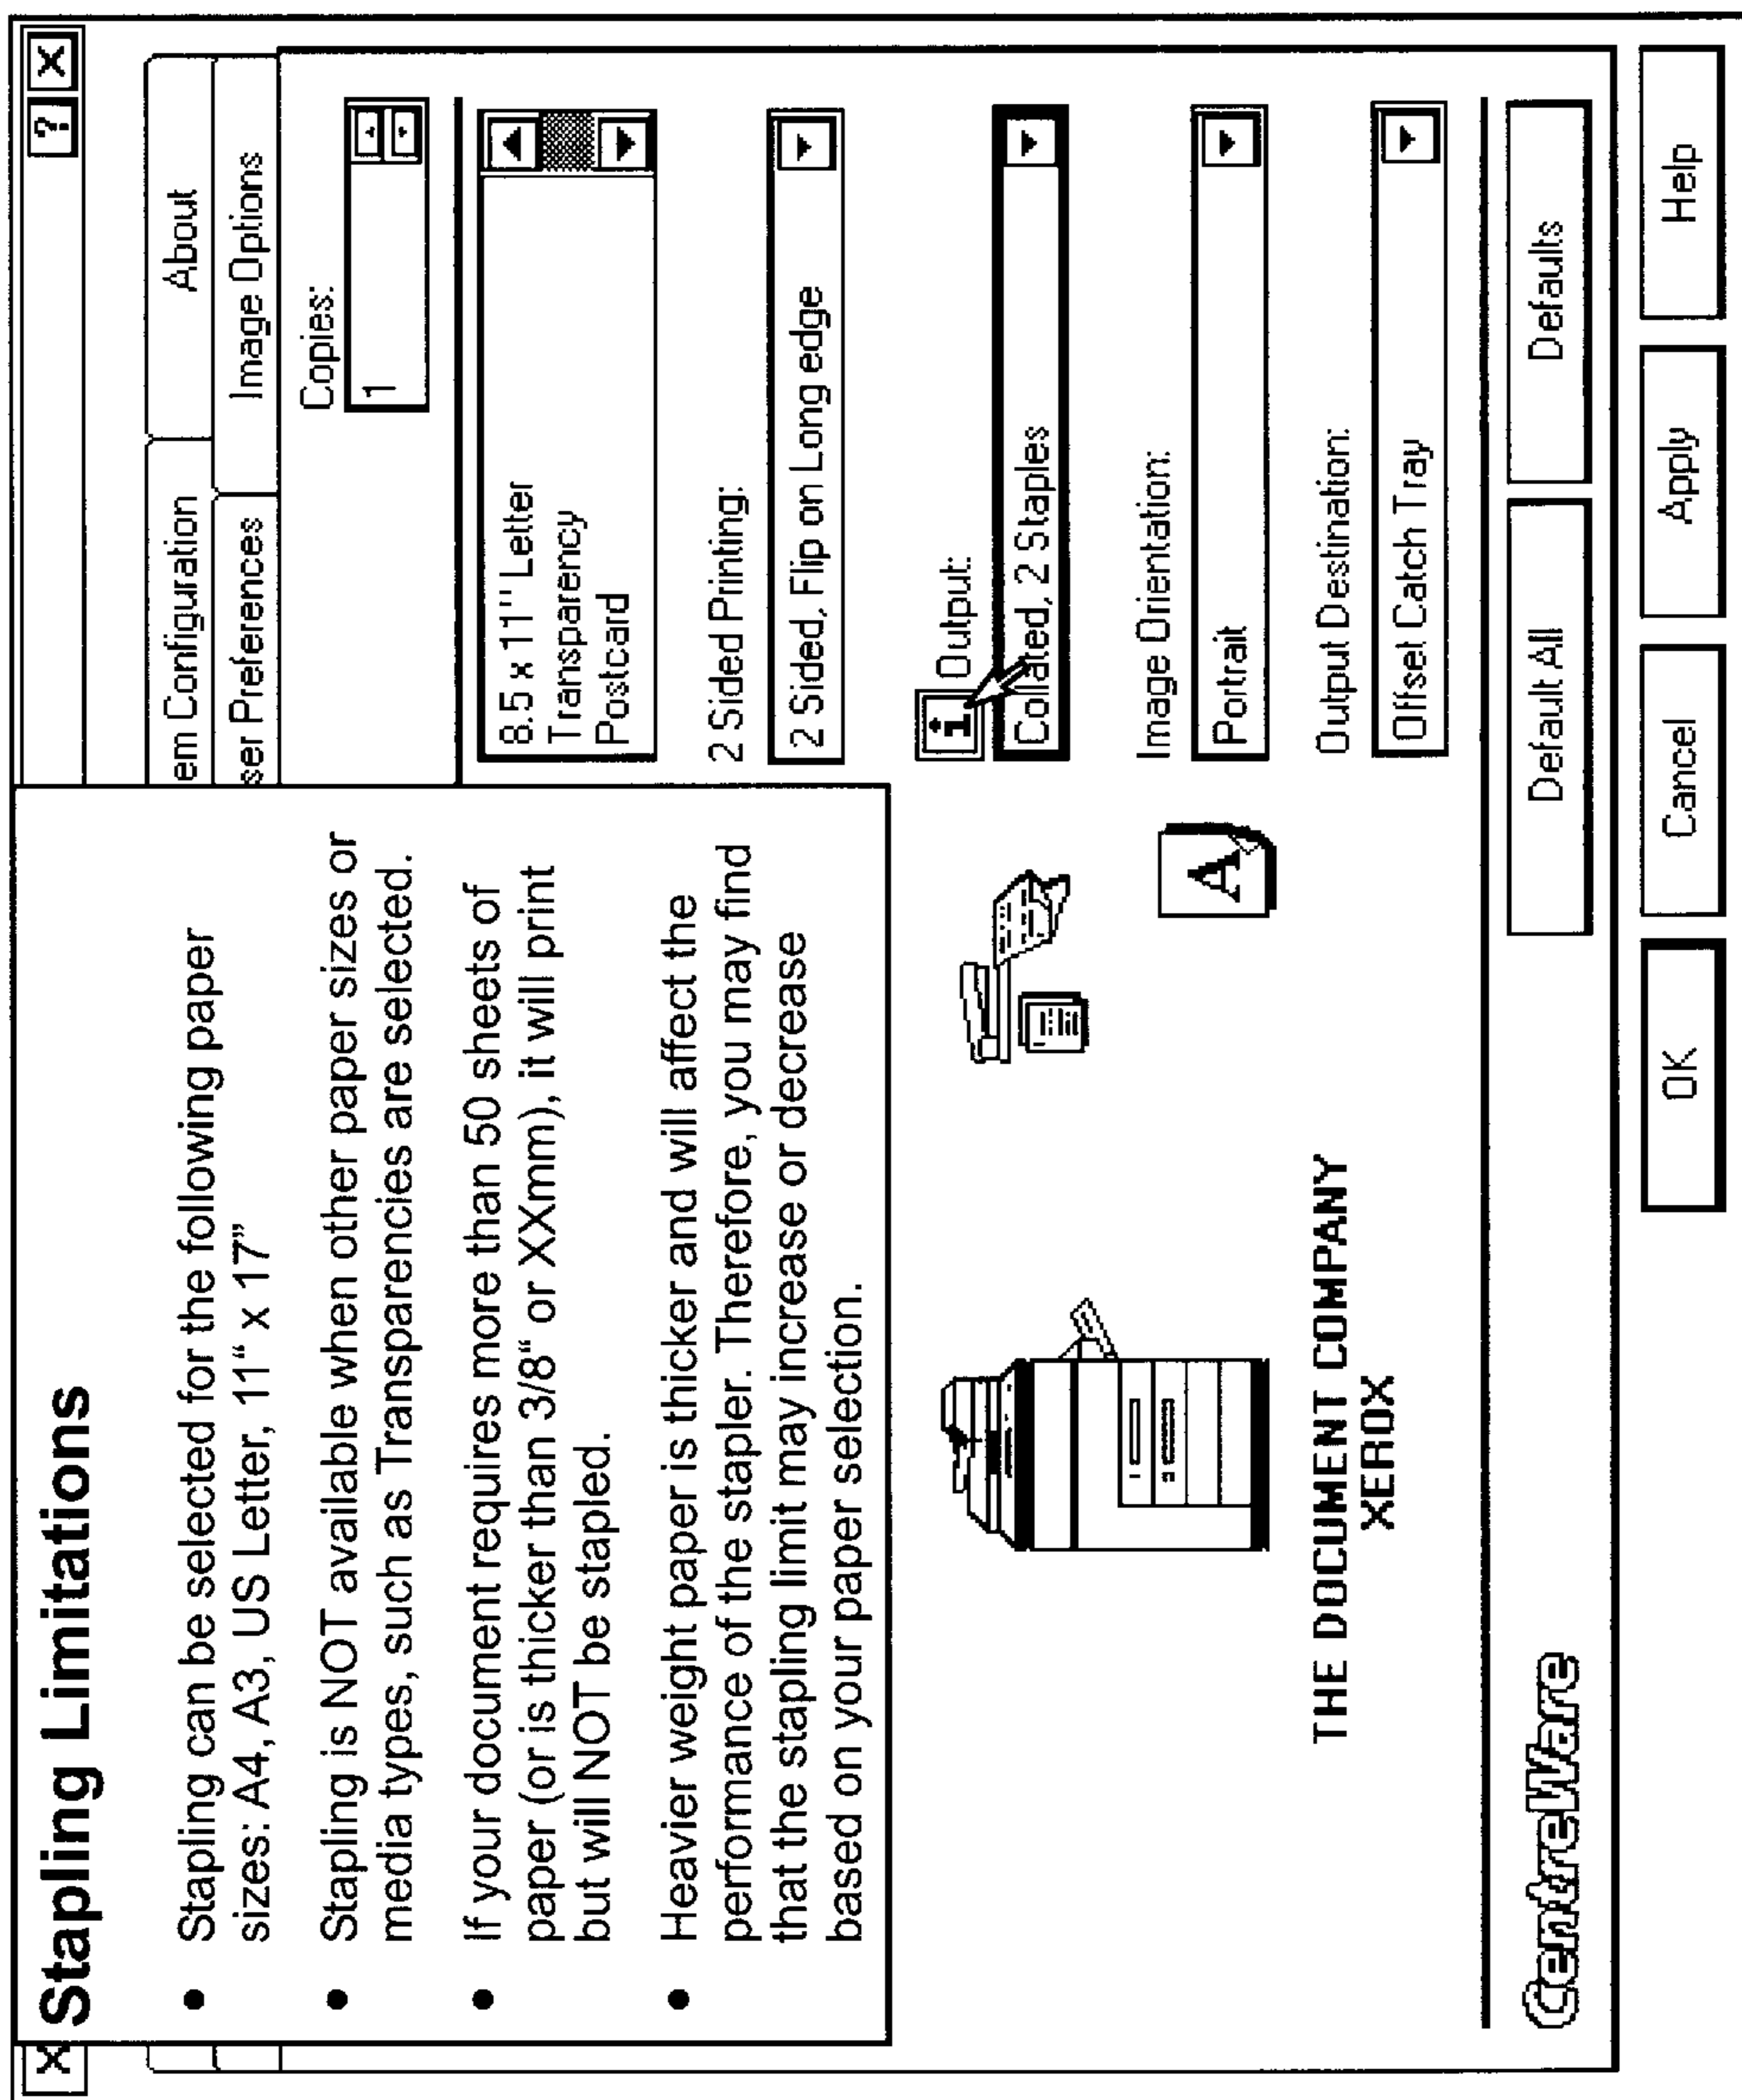 X
? X
Stapling Limitations
• Stapling can be selected for the following paper
sizes: A4, A3, US Letter, 11“ x 17”
• Stapling is NOT available when other paper sizes or
media types, such as Transparencies are selected.
• If your document requires more than 50 sheets of
paper (or is thicker than 3/8“ or XXmm), it will print
but will NOT be stapled.
• Heavier weight paper is thicker and will affect the
performance of the stapler. Therefore, you may find
that the stapling limit may increase or decrease
based on your paper selection.
em Configuration
About
ser Preferences
Image Options
Copies:
1
8.5 x 11'' Letter
Transparency
Postcard
2 Sided Printing:
2 Sided, Flip on Long edge
i Output:
Collated, 2 Staples
Image Orientation:
A
Portrait
Output Destination:
Offset Catch Tray
THE DOCUMENT COMPANY
XEROX
CentreWare
Default All
Defaults
OK
Cancel
Apply
Help